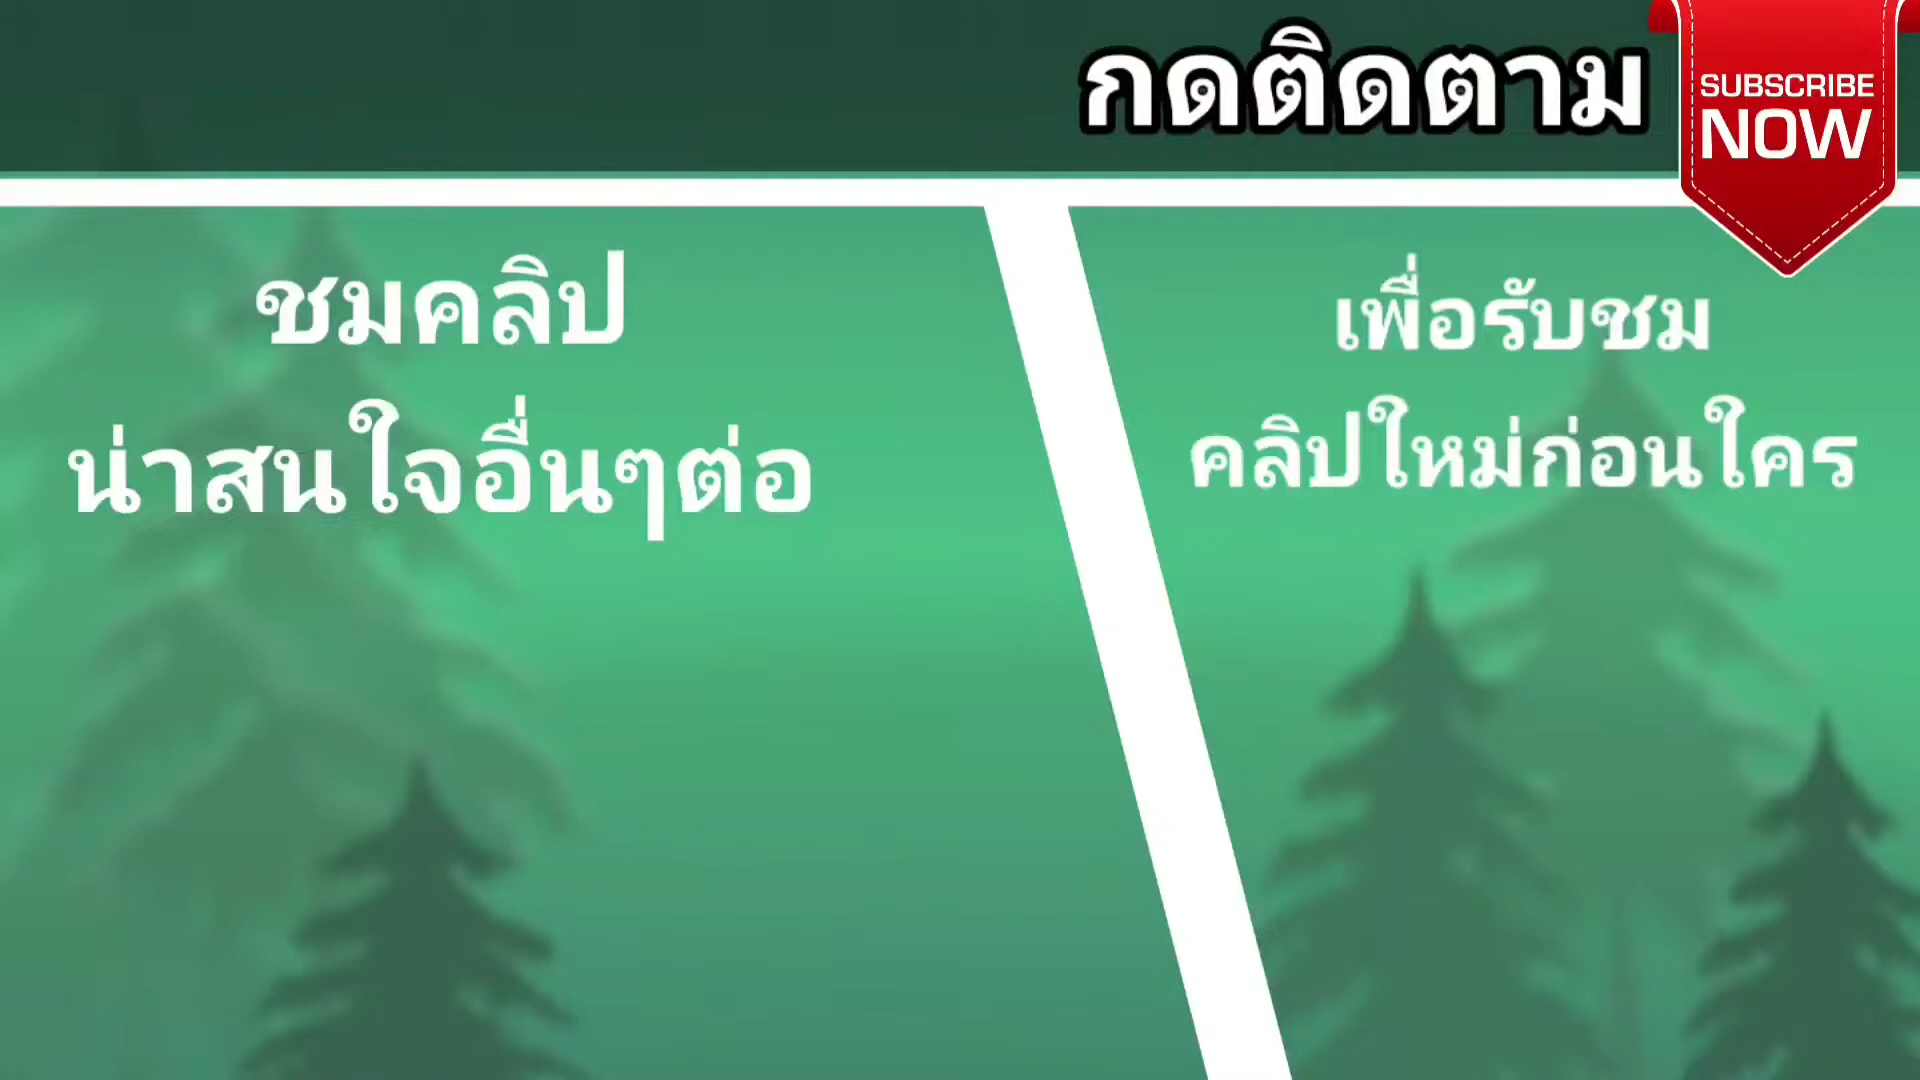 กดติดตาม
SUBSCRIBE
NOW
ชมคลิป
น่าสนใจอื่นๆต่อ
เพื่อรับชม
คลิปใหม่ก่อนใคร